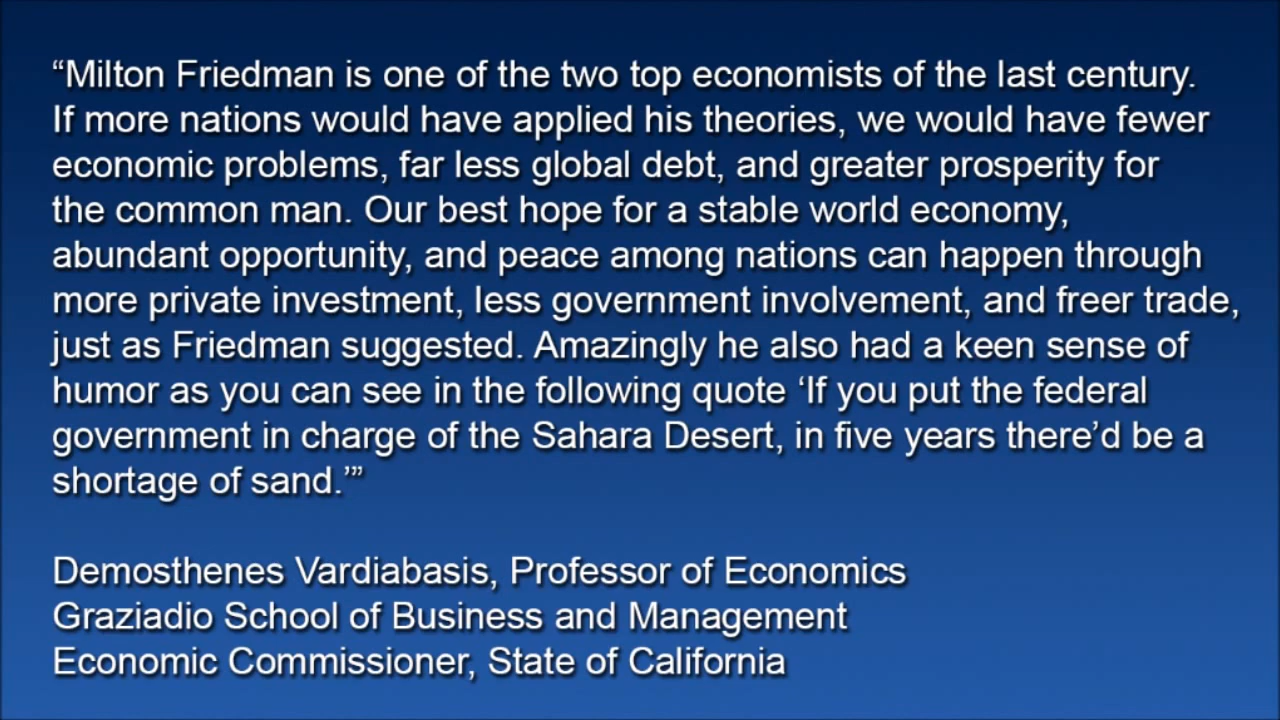 “Milton Friedman is one of the two top economists of the last century.
If more nations would have applied his theories, we would have fewer
economic problems, far less global debt, and greater prosperity for
the common man. Our best hope for a stable world economy,
abundant opportunity, and peace among nations can happen through
more private investment, less government involvement, and freer trade,
just as Friedman suggested. Amazingly he also had a keen sense of
humor as you can see in the following quote ‘If you put the federal
government in charge of the Sahara Desert, in five years there’d be a
shortage of sand.’”
Demosthenes Vardiabasis, Professor of Economics
Graziadio School of Business and Management
Economic Commissioner, State of California